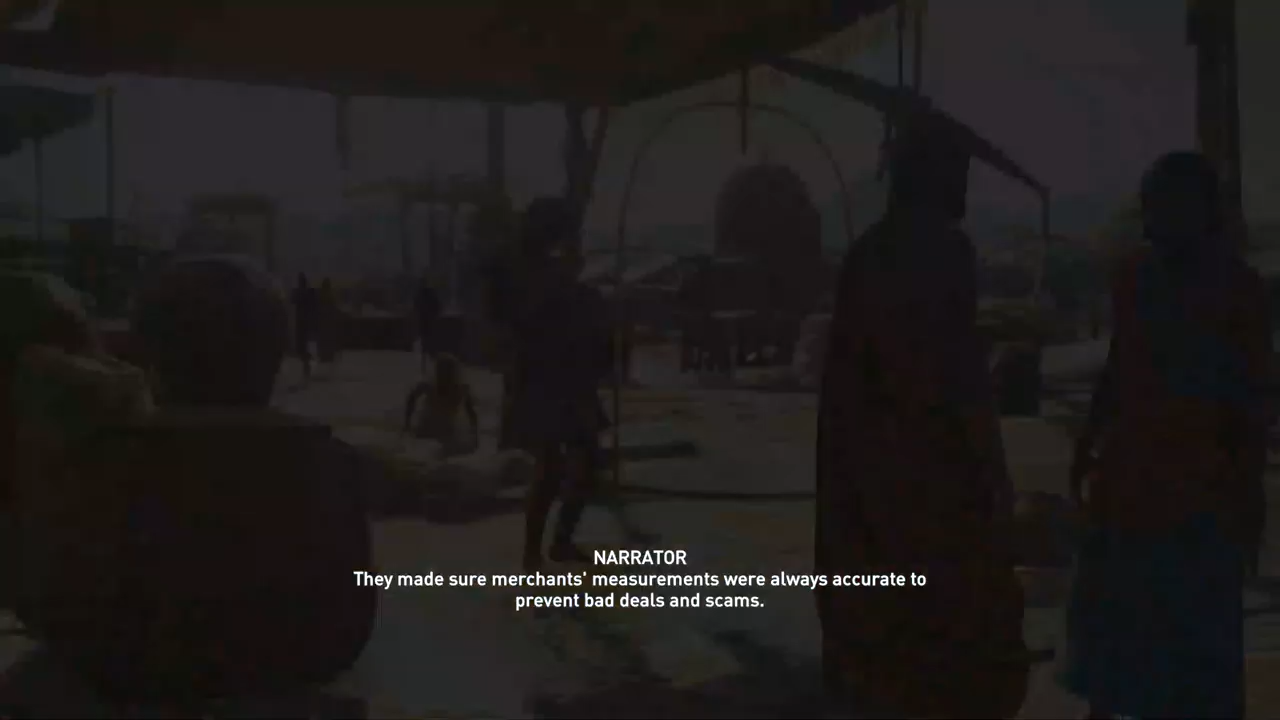 NARRATOR
They made sure merchants' measurements were always accurate to
prevent bad deals and scams.